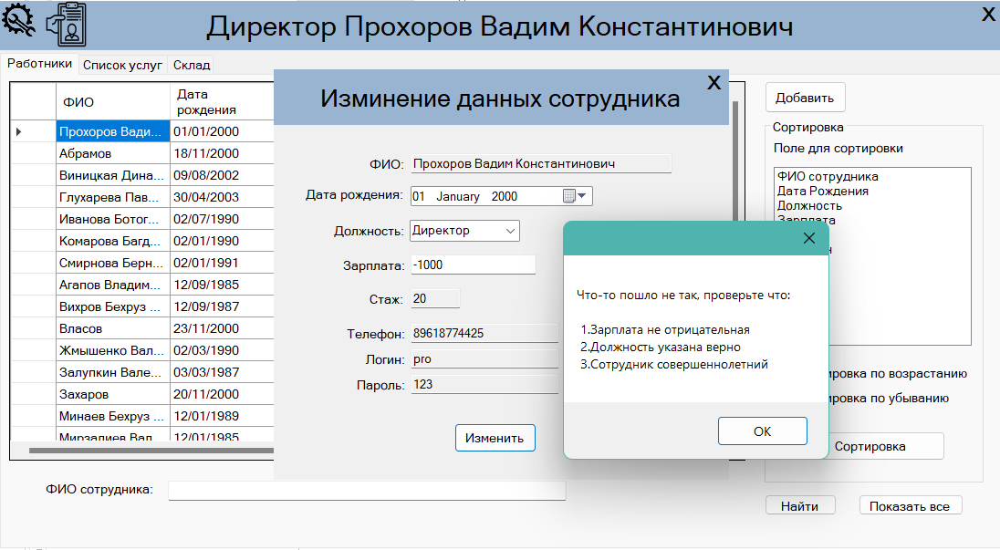 Директор Прохоров Вадим Константинович
X
Работники Список услуг Склад
ФИО Дата рождения
Прохоров Вади... 01/01/2000
Абрамов 18/11/2000
Виницкая Дина... 09/08/2002
Глухарева Пав... 30/04/2003
Иванова Ботог... 02/07/1990
Комарова Багд... 02/01/1990
Смирнова Берн... 02/01/1991
Агапов Владим... 12/09/1985
Вихров Бехруз ... 12/09/1987
Власов 23/11/2000
Жмышенко Вал... 02/03/1990
Залупкин Вале... 03/03/1987
Захаров 20/11/2000
Минаев Бехруз ... 12/01/1989
Мирзалиев Вал... 12/01/1985
ФИО сотрудника:
Изминение данных сотрудника
X
ФИО: Прохоров Вадим Константинович
Дата рождения: 01 January 2000
Должность: Директор
Зарплата: -1000
Стаж: 20
Телефон: 89618774425
Логин: pro
Пароль: 123
Изменить
Что-то пошло не так, проверьте что:
1.Зарплата не отрицательная
2.Должность указана верно
3.Сотрудник совершеннолетний
ОК
Добавить
Сортировка
Поле для сортировки
ФИО сотрудника
Дата Рождения
Должность
Зарплата
по возрастанию
по убыванию
Сортировка
Найти
Показать все